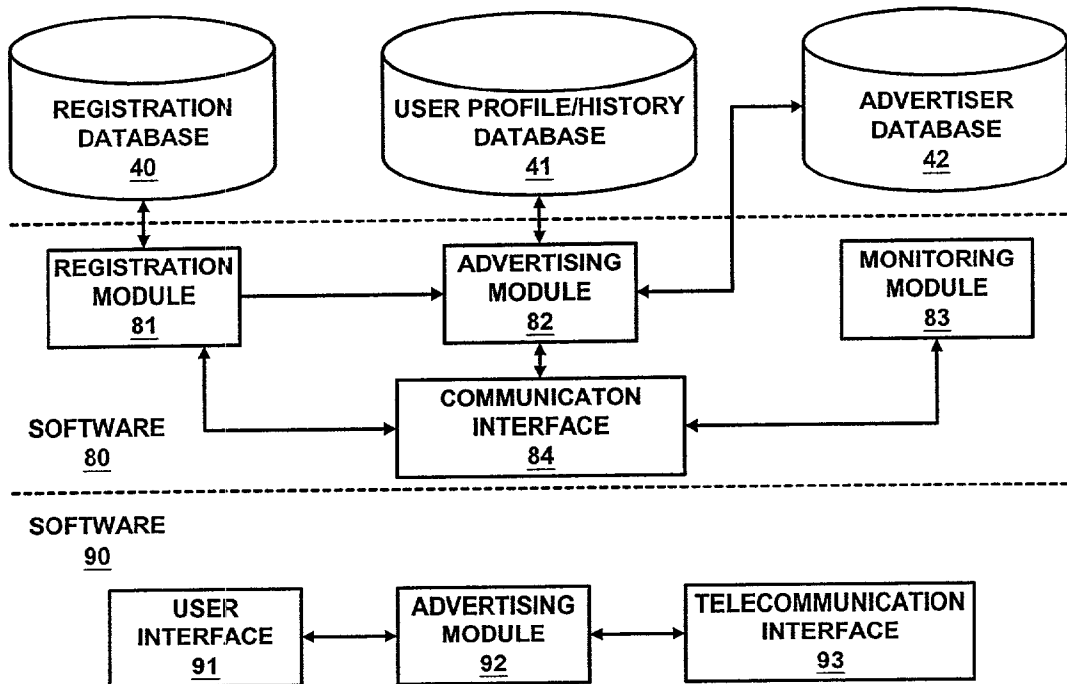 REGISTRATION
DATABASE
40
USER PROFILE/HISTORY
DATABASE
41
ADVERTISER
DATABASE
42
REGISTRATION
MODULE
81
ADVERTISING
MODULE
82
MONITORING
MODULE
83
COMMUNICATON
INTERFACE
84
SOFTWARE
80
SOFTWARE
90
USER
INTERFACE
91
ADVERTISING
MODULE
92
TELECOMMUNICATION
INTERFACE
93